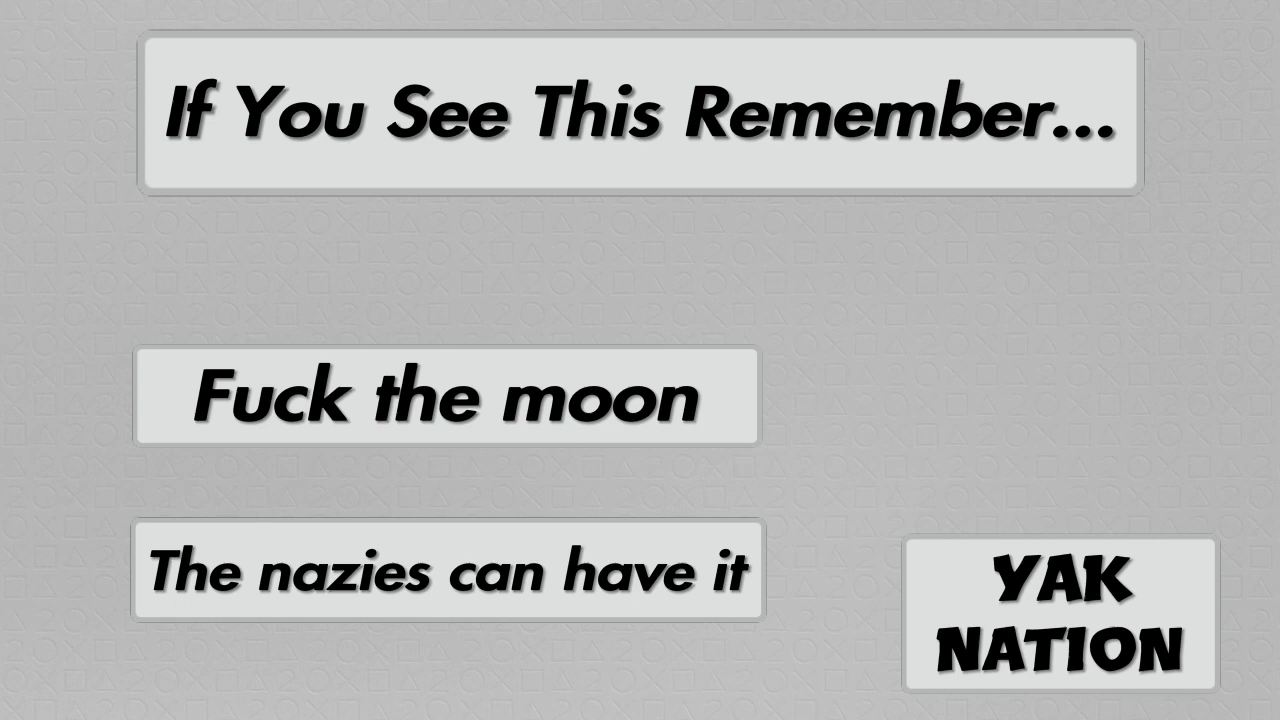 If You See This Remember...
Fuck the moon
The nazies can have it
YAK
NATION